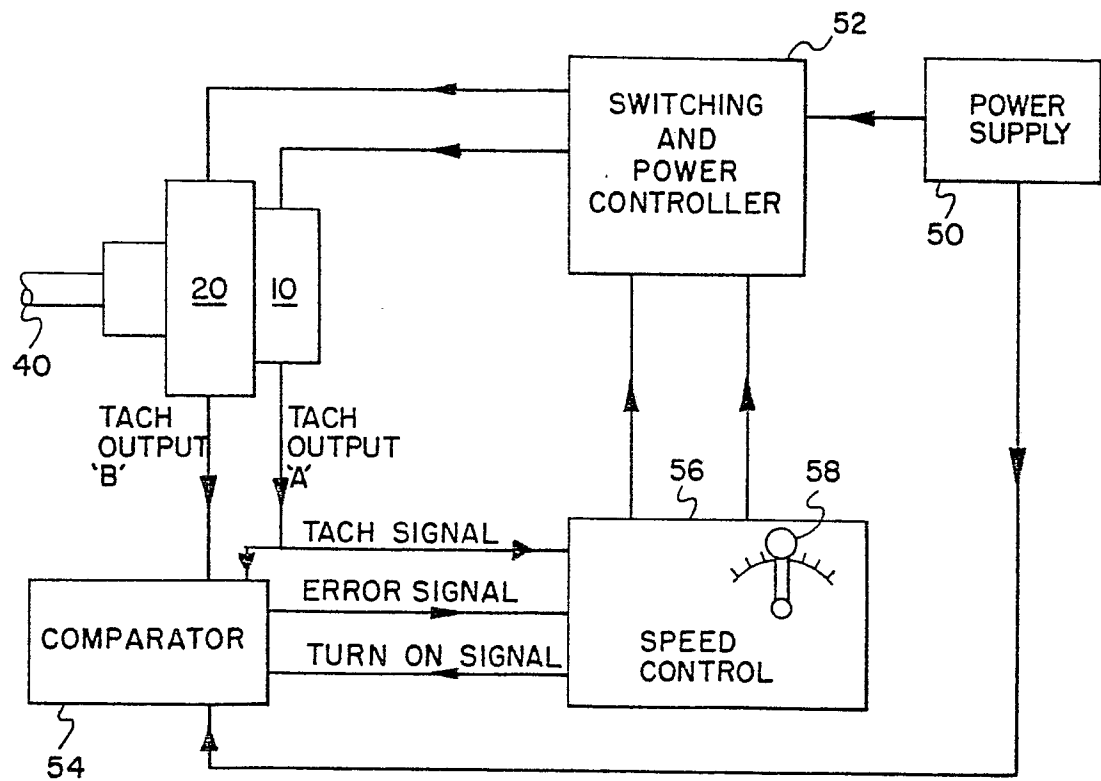 52
SWITCHING
AND
POWER
CONTROLLER
POWER
SUPPLY
50
20
10
40
TACH
OUTPUT
'B'
TACH
OUTPUT
'A'
56
58
TACH SIGNAL
ERROR SIGNAL
TURN ON SIGNAL
COMPARATOR
SPEED
CONTROL
54